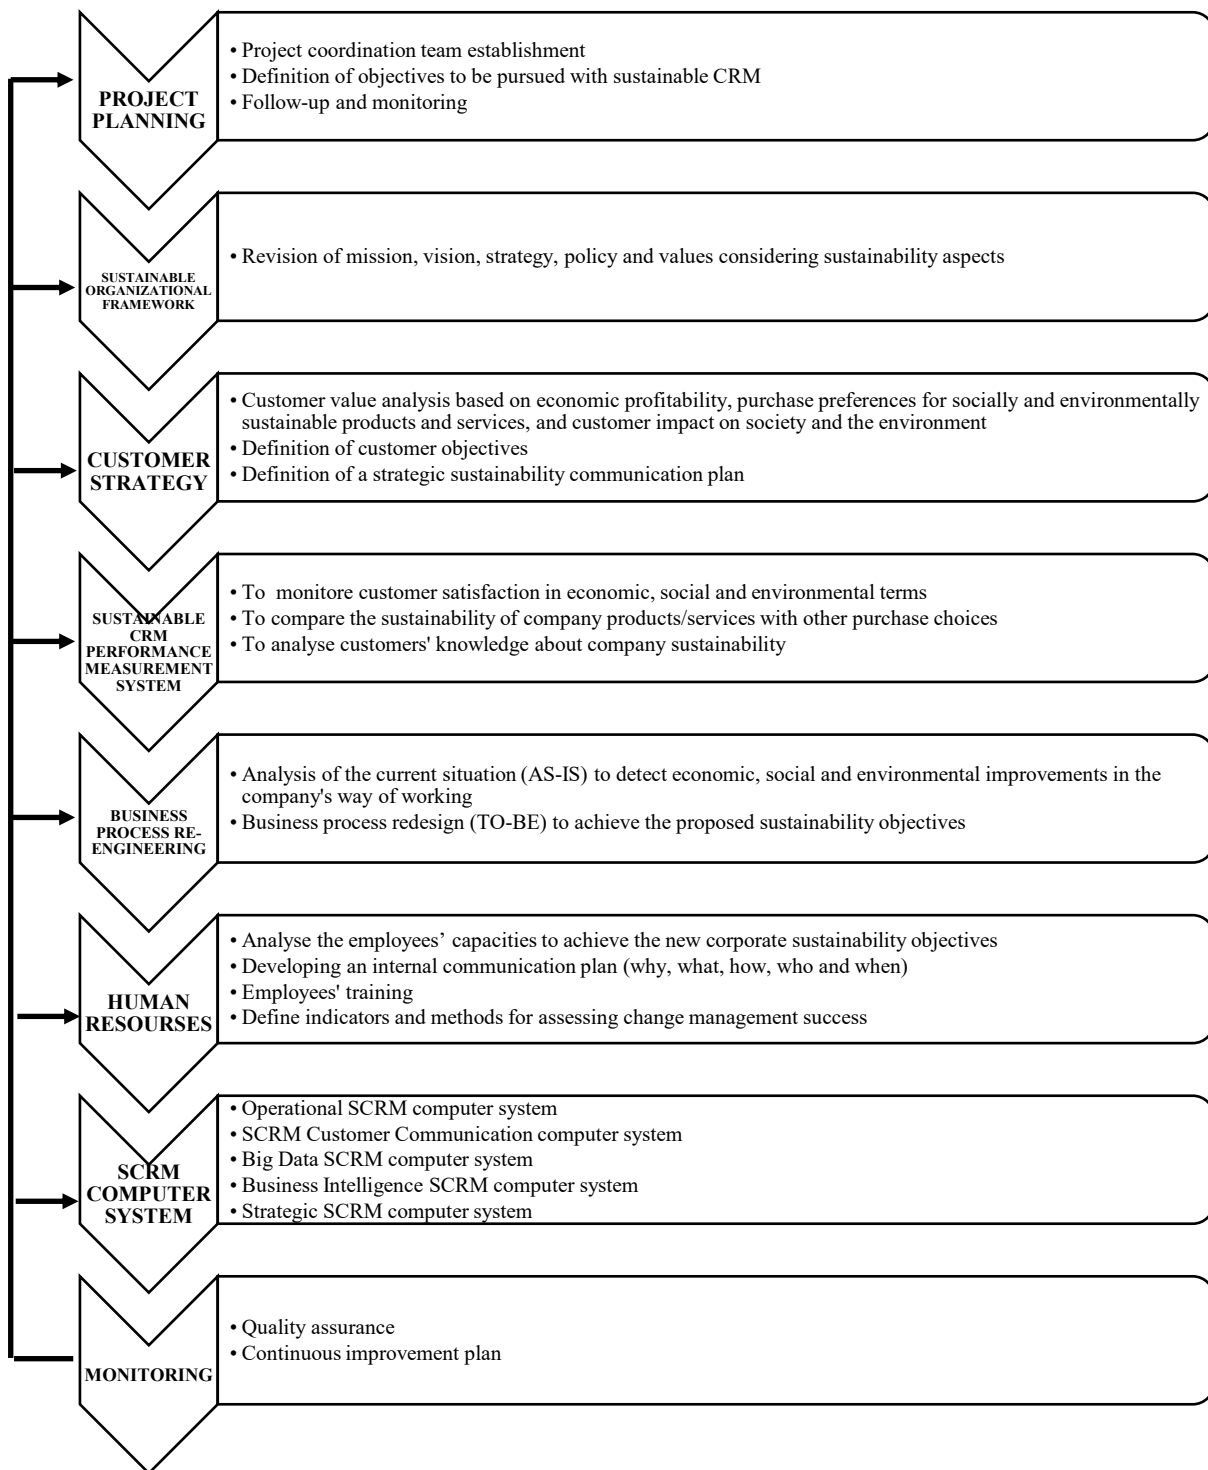 PROJECT
PLANNING
• Project coordination team establishment
• Definition of objectives to be pursued with sustainable CRM
• Follow-up and monitoring
SUSTAINABLE
ORGANIZATIONAL
FRAMEWORK
• Revision of mission, vision, strategy, policy and values considering sustainability aspects
CUSTOMER
STRATEGY
• Customer value analysis based on economic profitability, purchase preferences for socially and environmentally
sustainable products and services, and customer impact on society and the environment
• Definition of customer objectives
• Definition of a strategic sustainability communication plan
SUSTAINABLE
CRM
PERFORMANCE
MEASUREMENT
SYSTEM
• To monitore customer satisfaction in economic, social and environmental terms
• To compare the sustainability of company products/services with other purchase choices
• To analyse customers' knowledge about company sustainability
BUSINESS
PROCESS RE-
ENGINEERING
• Analysis of the current situation (AS-IS) to detect economic, social and environmental improvements in the
company's way of working
• Business process redesign (TO-BE) to achieve the proposed sustainability objectives
HUMAN
RESOURSES
• Analyse the employees’ capacities to achieve the new corporate sustainability objectives
• Developing an internal communication plan (why, what, how, who and when)
• Employees' training
• Define indicators and methods for assessing change management success
SCRM
COMPUTER
SYSTEM
• Operational SCRM computer system
• SCRM Customer Communication computer system
• Big Data SCRM computer system
• Business Intelligence SCRM computer system
• Strategic SCRM computer system
MONITORING
• Quality assurance
• Continuous improvement plan